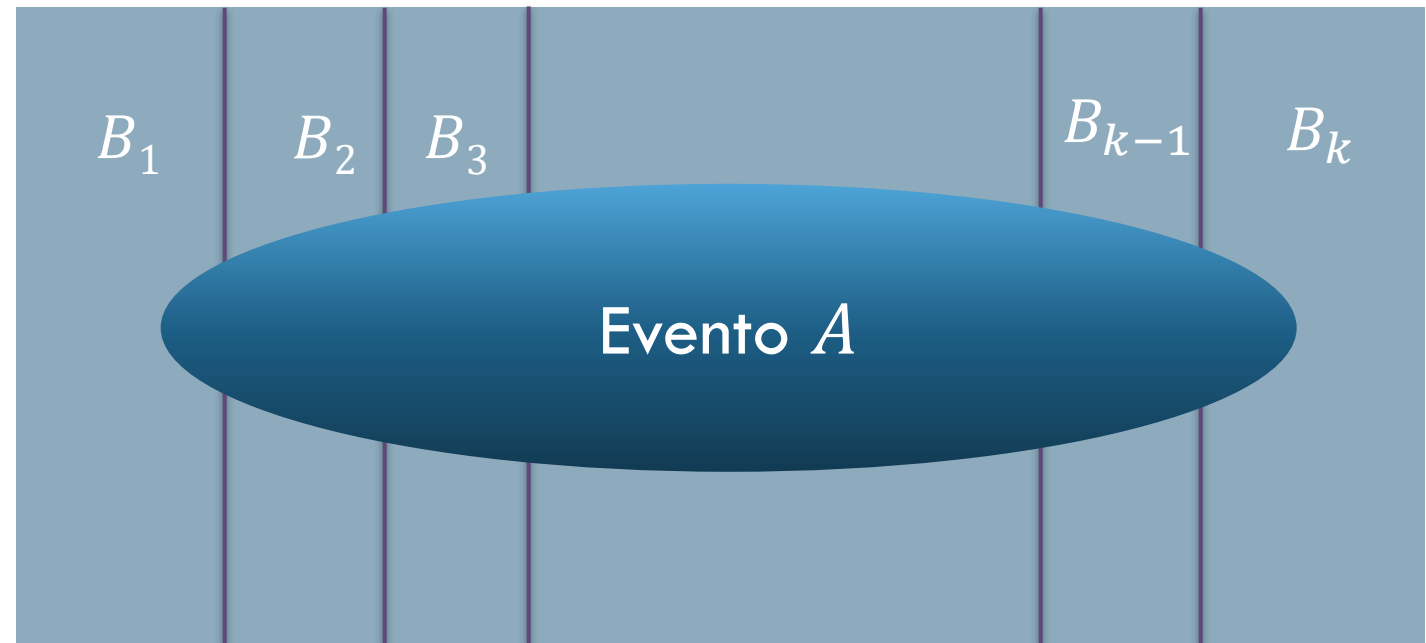 B₁ B₂ B₃ Bₖ₋₁ Bₖ
Evento A